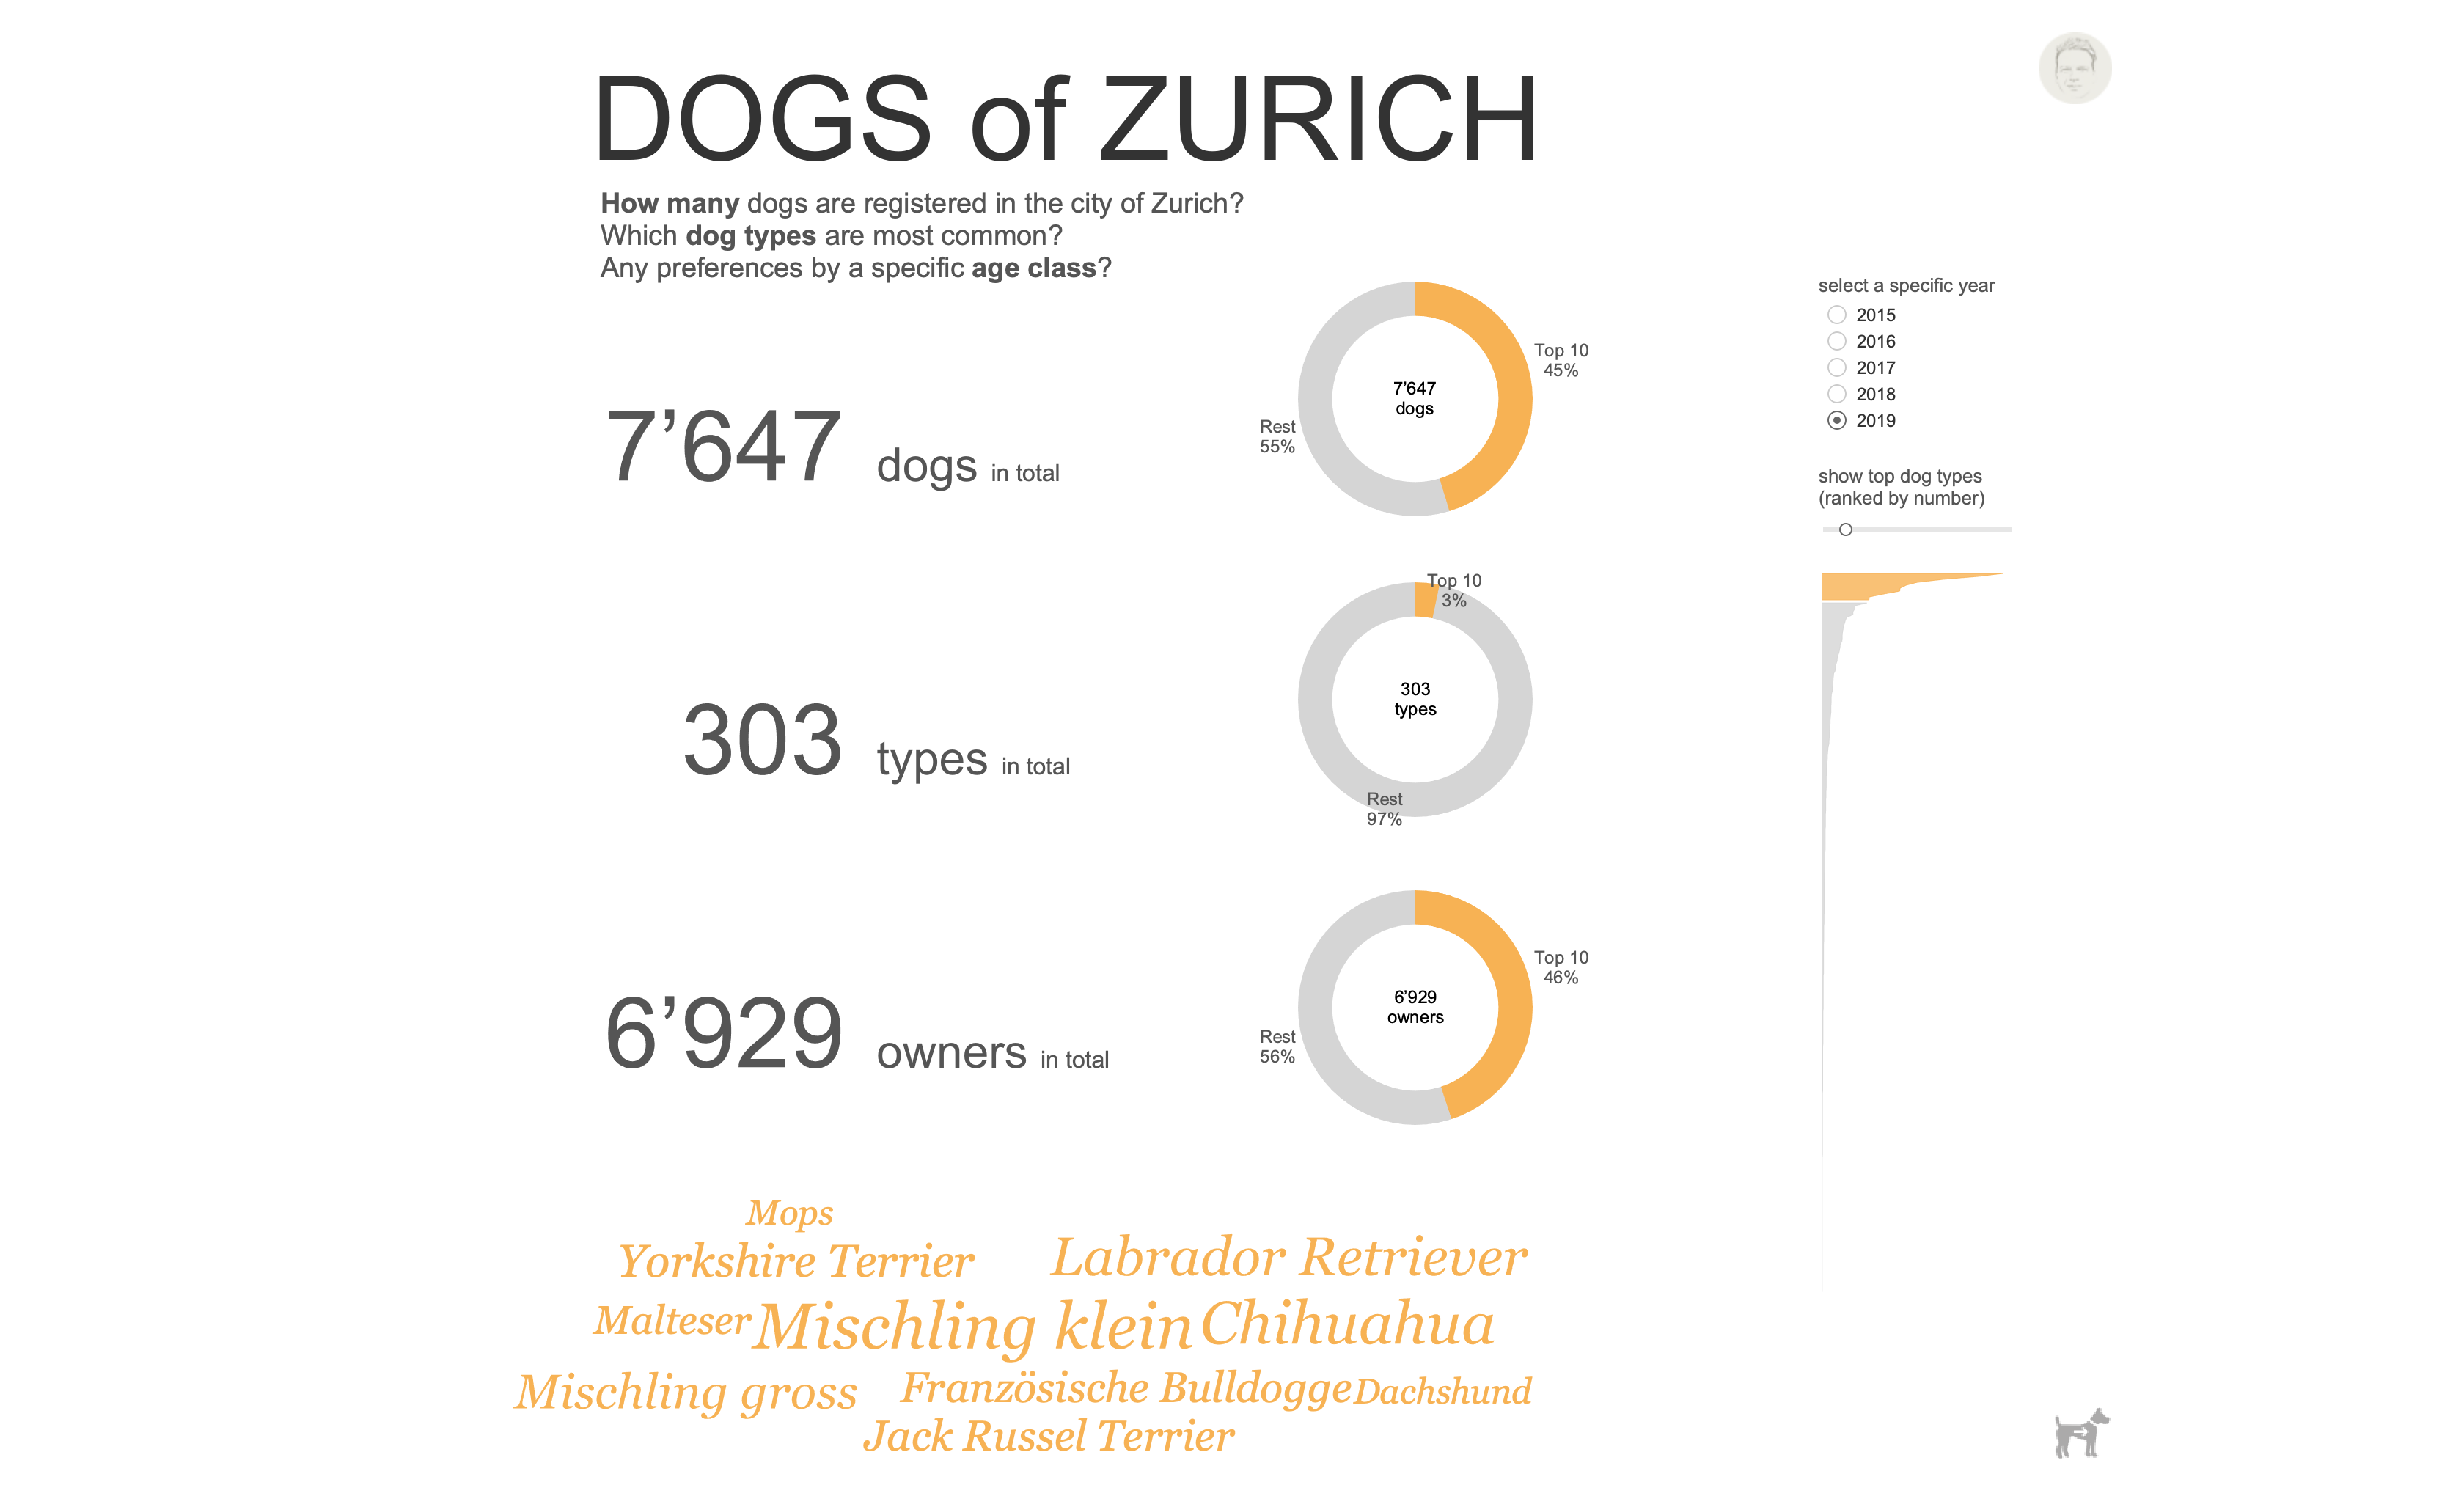 DOGS of ZURICH
How many dogs are registered in the city of Zurich?
Which dog types are most common?
Any preferences by a specific age class?
7’647 dogs in total
Top 10
45%
7’647
dogs
Rest
55%
303 types in total
Top 10
3%
303
types
Rest
97%
6’929 owners in total
Top 10
46%
6’929
owners
Rest
56%
select a specific year
2015
2016
2017
2018
2019
show top dog types
(ranked by number)
Mops
Yorkshire Terrier
Labrador Retriever
Malteser
Mischling klein
Chihuahua
Mischling gross
Französische Bulldogge
Dachshund
Jack Russel Terrier